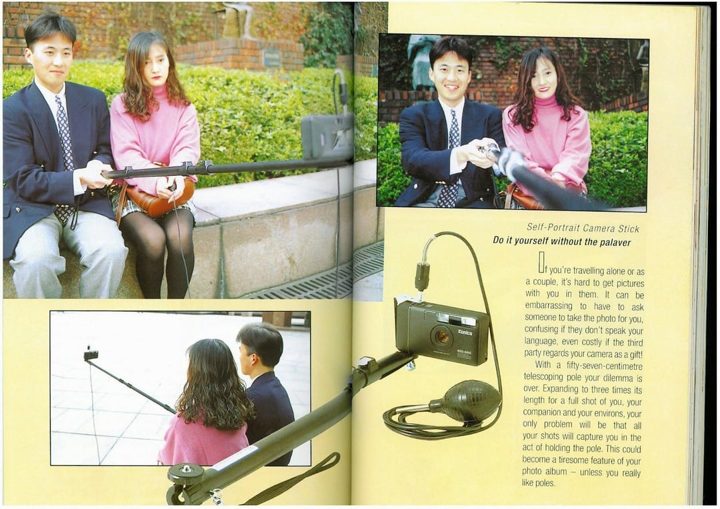 Self-Portrait Camera Stick
Do it yourself without the palaver
If you're travelling alone or as
a couple, it's hard to get pictures
with you in them. It can be
embarrassing to have to ask
someone to take the photo for you,
confusing if they don't speak your
language, even costly if the third
party regards your camera as a gift!
With a fifty-seven-centimetre
telescoping pole your dilemma is
over. Expanding to three times its
length for a full shot of you, your
companion and your environs, your
only problem will be that all
your shots will capture you in the
act of holding the pole. This could
become a tiresome feature of your
photo album – unless you really
like poles.
Konica